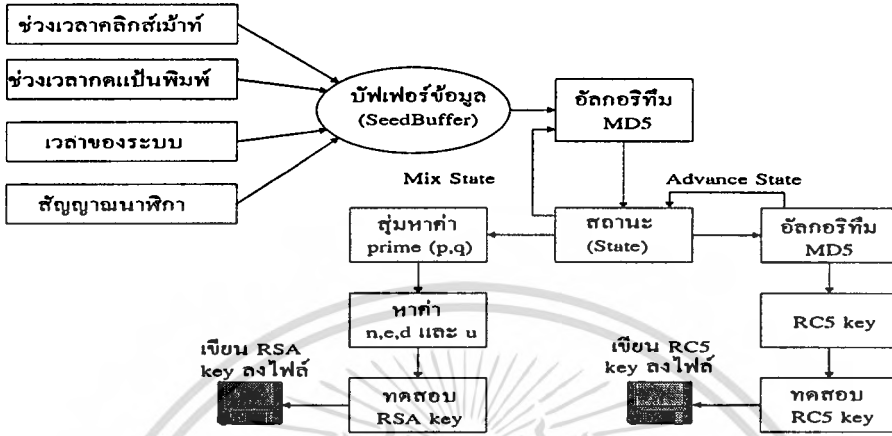 ช่วงเวลาคลิกส์เม้าท์
ช่วงเวลากดแป้นพิมพ์
เวลาของระบบ
สัญญาณนาฬิกา
บัฟเฟอร์ข้อมูล
(SeedBuffer)
อัลกอริทึม
MD5
Mix State
Advance State
สุ่มหาค่า
prime (p,q)
สถานะ
(State)
อัลกอริทึม
MD5
หาค่า
n,e,d และ u
RC5 key
เขียน RSA
key ลงไฟล์
ทดสอบ
RSA key
เขียน RC5
key ลงไฟล์
ทดสอบ
RC5 key